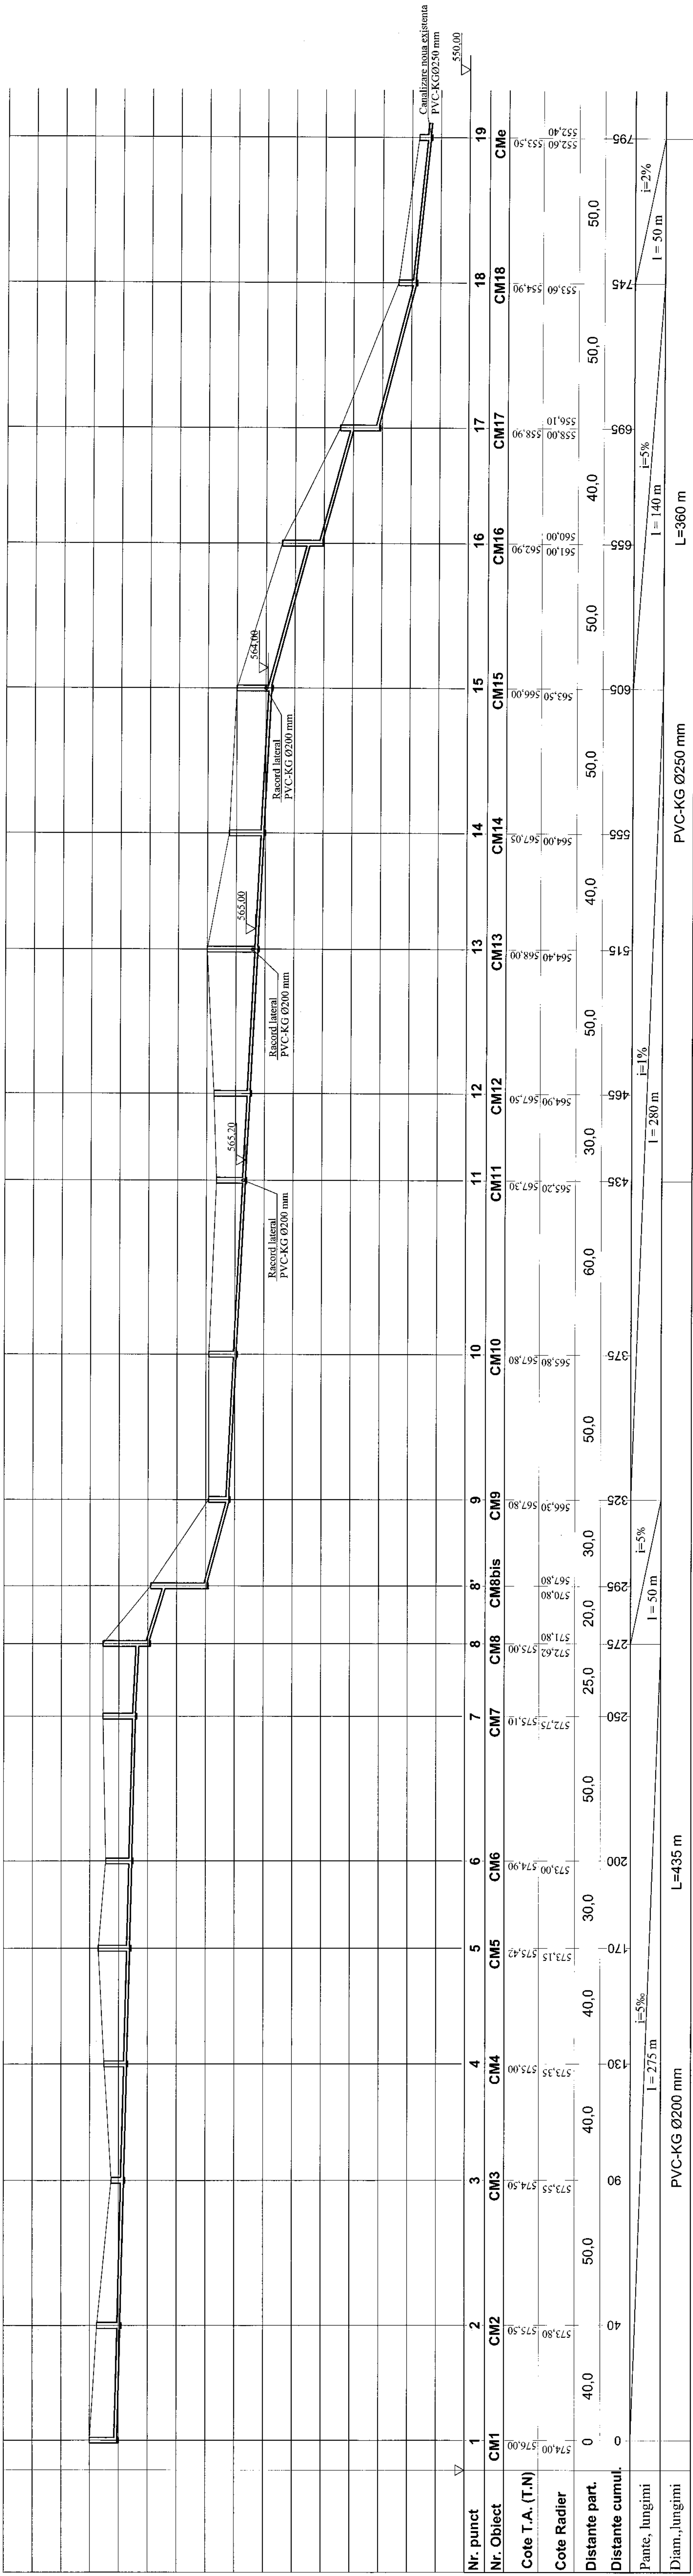 Canalizare noua existenta
PVC-KGØ250 mm
550,00
564,00
Racord lateral
PVC-KG Ø200 mm
565,00
Racord lateral
PVC-KG Ø200 mm
565,20
Racord lateral
PVC-KG Ø200 mm
Nr. punct 1 2 3 4 5 6 7 8 8' 9 10 11 12 13 14 15 16 17 18 19
Nr. Obiect CM1 CM2 CM3 CM4 CM5 CM6 CM7 CM8 CM8bis CM9 CM10 CM11 CM12 CM13 CM14 CM15 CM16 CM17 CM18 CMe
Cote T.A. (T.N) 576,00 575,50 574,50 575,00 575,42 574,90 575,10 575,00 567,80 567,80 567,30 567,50 568,00 567,05 566,00 562,90 558,90 554,90 553,50
Cote Radier 574,00 573,80 573,55 573,35 573,15 573,00 572,75 572,62 571,80 570,80 567,80 566,30 565,80 565,20 564,90 564,40 564,00 563,50 561,00 560,00 558,00 556,10 553,60 552,60 552,40
Distante part. 0 40,0 50,0 40,0 40,0 30,0 50,0 25,0 20,0 30,0 50,0 60,0 30,0 50,0 40,0 50,0 50,0 40,0 50,0 50,0
Distante cumul. 0 40 90 130 170 200 250 275 295 325 375 435 465 515 555 605 655 695 745 795
Pante, lungimi i=5‰ l = 275 m i=5% l = 50 m i=1% l = 280 m i=5% l = 140 m i=2% l = 50 m
Diam.,lungimi PVC-KG Ø200 mm L=435 m PVC-KG Ø250 mm L=360 m